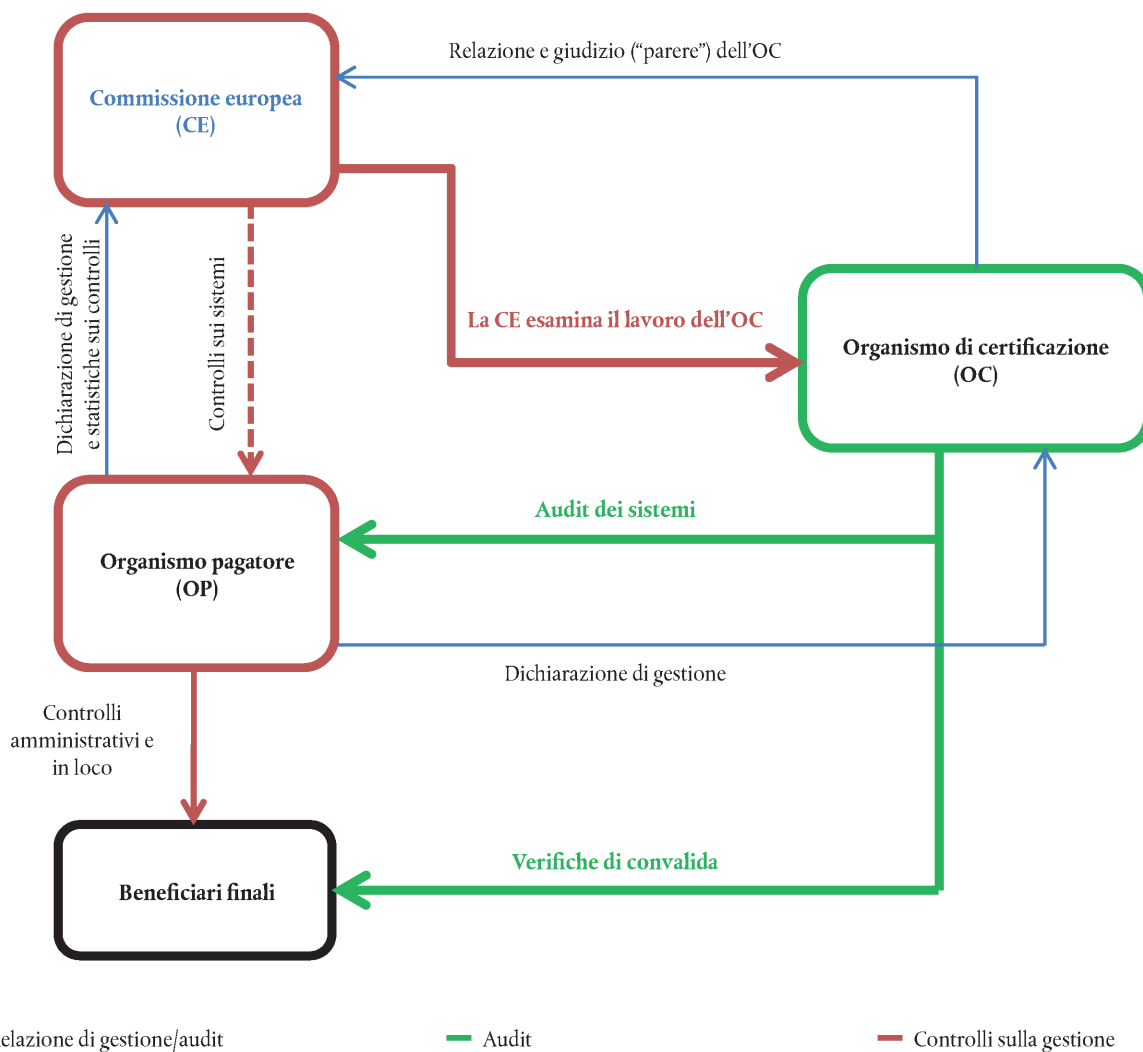 Relazione e giudizio (“parere”) dell’OC
Commissione europea
(CE)
Dichiarazione di gestione
e statistiche sui controlli
Controlli sui sistemi
La CE esamina il lavoro dell’OC
Organismo di certificazione
(OC)
Audit dei sistemi
Organismo pagatore
(OP)
Dichiarazione di gestione
Controlli
amministrativi e
in loco
Verifiche di convalida
Beneficiari finali
elazione di gestione/audit
Audit
Controlli sulla gestione